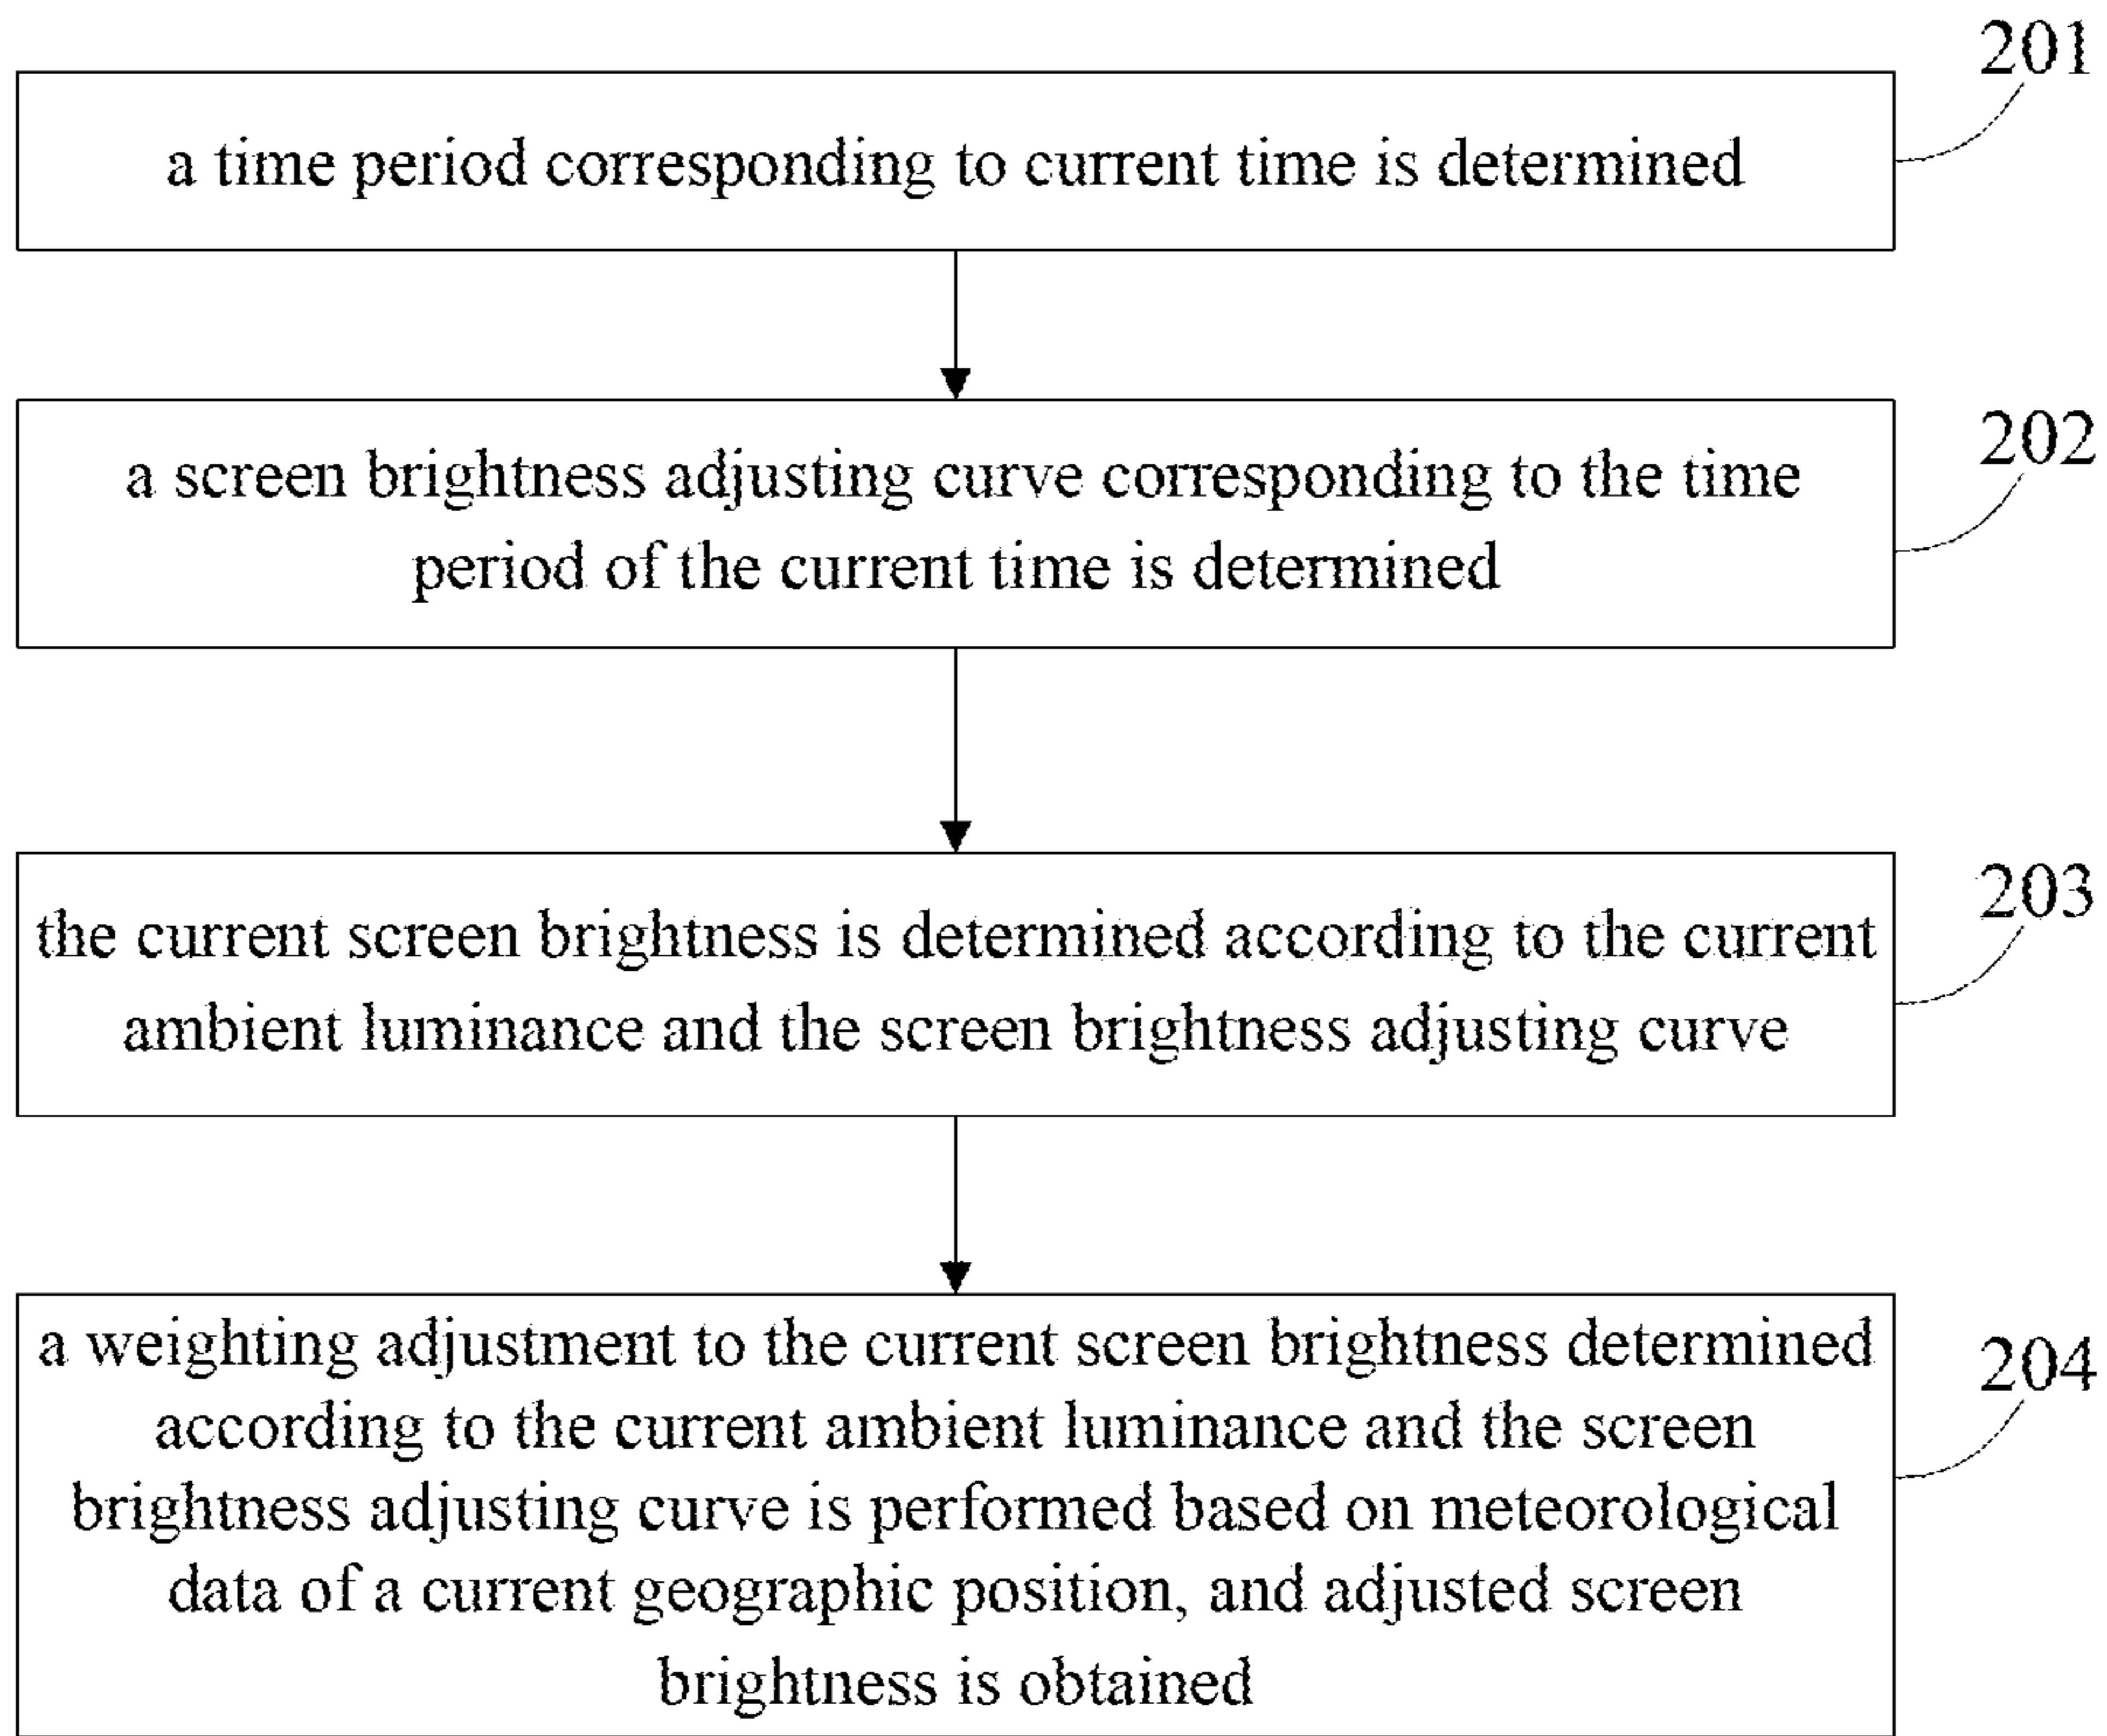 201
a time period corresponding to current time is determined
202
a screen brightness adjusting curve corresponding to the time
period of the current time is determined
203
the current screen brightness is determined according to the current
ambient luminance and the screen brightness adjusting curve
204
a weighting adjustment to the current screen brightness determined
according to the current ambient luminance and the screen
brightness adjusting curve is performed based on meteorological
data of a current geographic position, and adjusted screen
brightness is obtained